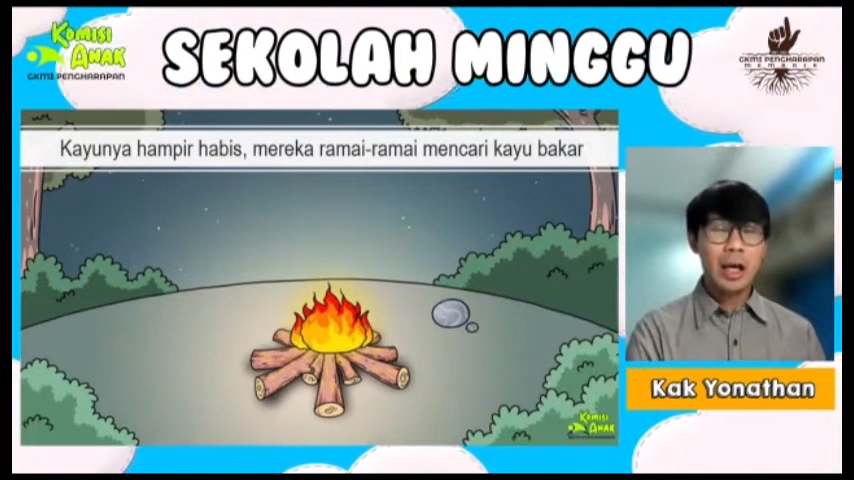 KOMISI
ANAK
GKMI PENGHARAPAN
SEKOLAH MINGGU
GKMI PENGHARAPAN
Kayunya hampir habis, mereka ramai-ramai mencari kayu bakar
Kak Yonathan
KOMISI
ANAK